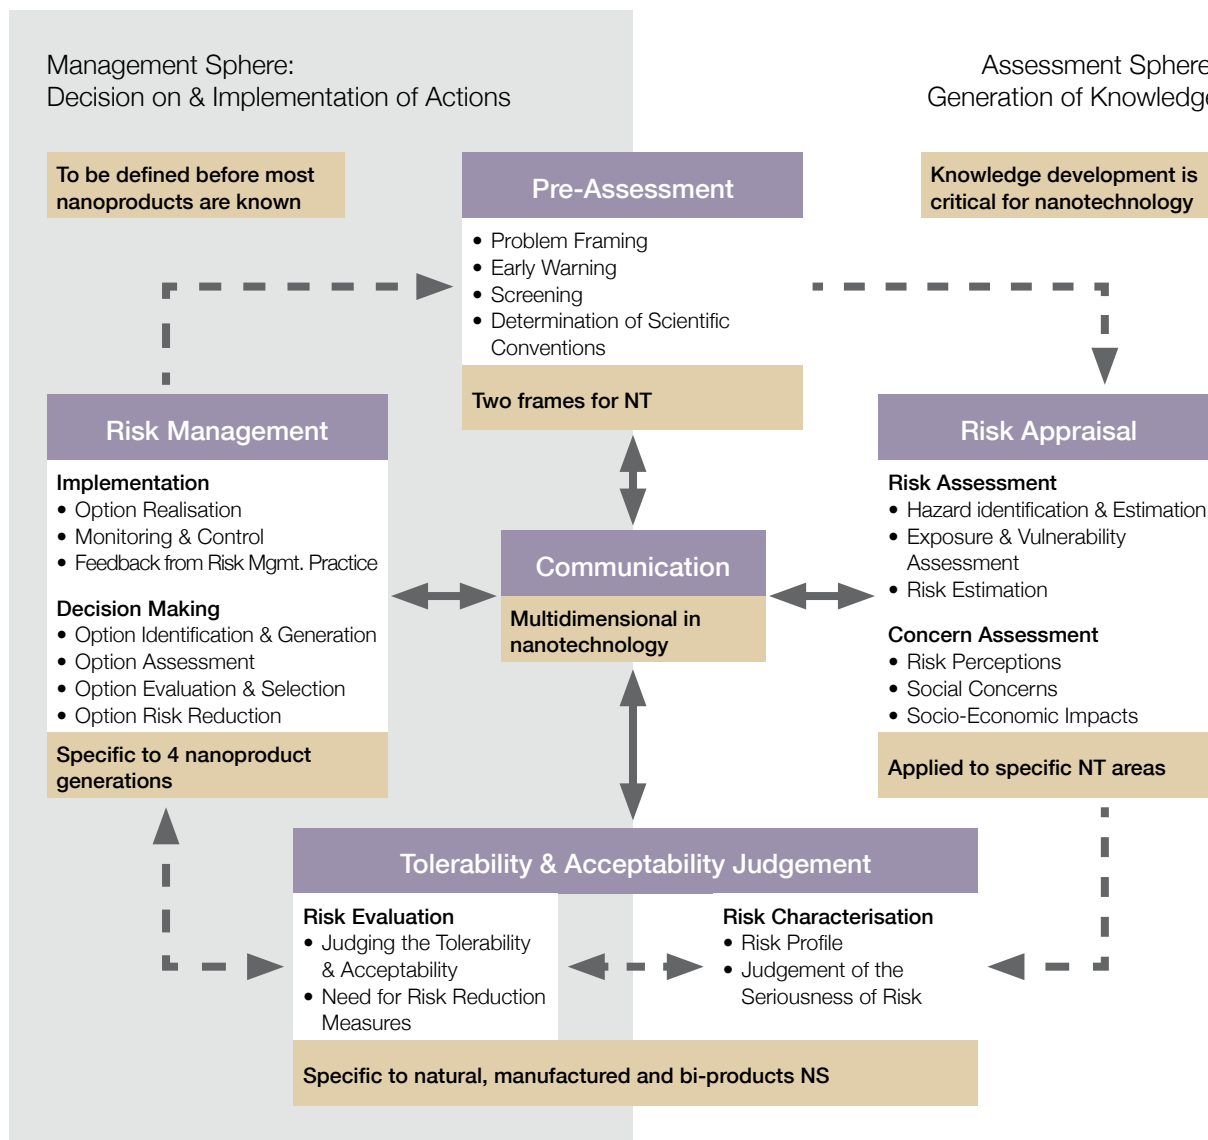 Management Sphere:
Decision on & Implementation of Actions
Assessment Sphere
Generation of Knowledge
To be defined before most
nanoproducts are known
Pre-Assessment
• Problem Framing
• Early Warning
• Screening
• Determination of Scientific
Conventions
Two frames for NT
Knowledge development is
critical for nanotechnology
Risk Management
Implementation
• Option Realisation
• Monitoring & Control
• Feedback from Risk Mgmt. Practice
Decision Making
• Option Identification & Generation
• Option Assessment
• Option Evaluation & Selection
• Option Risk Reduction
Specific to 4 nanoproduct
generations
Communication
Multidimensional in
nanotechnology
Risk Appraisal
Risk Assessment
• Hazard identification & Estimation
• Exposure & Vulnerability
Assessment
• Risk Estimation
Concern Assessment
• Risk Perceptions
• Social Concerns
• Socio-Economic Impacts
Applied to specific NT areas
Tolerability & Acceptability Judgement
Risk Evaluation
• Judging the Tolerability
& Acceptability
• Need for Risk Reduction
Measures
Risk Characterisation
• Risk Profile
• Judgement of the
Seriousness of Risk
Specific to natural, manufactured and bi-products NS